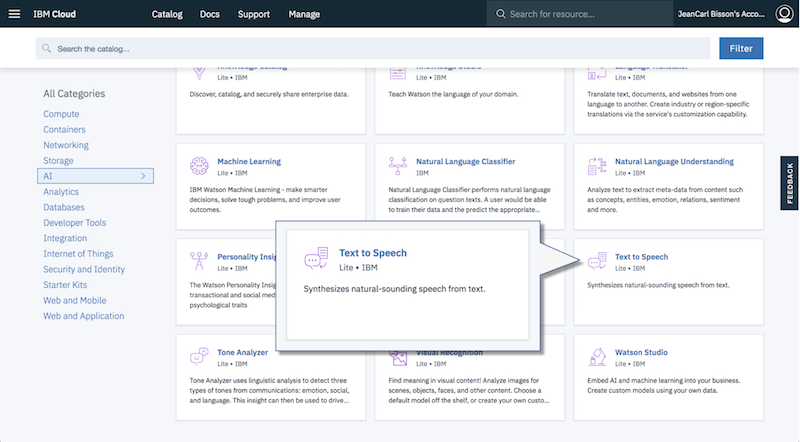 IBM Cloud
Catalog
Docs
Support
Manage
Search for resource...
JeanCarl Bisson's Acco...
Search the catalog...
Filter
All Categories
Compute
Containers
Networking
Storage
AI
Analytics
Databases
Developer Tools
Integration
Internet of Things
Security and Identity
Starter Kits
Web and Mobile
Web and Application
Knowledge Catalog
Lite • IBM
Discover, catalog, and securely share enterprise data.
Knowledge Studio
Lite • IBM
Teach Watson the language of your domain.
Language Translator
Lite • IBM
Translate text, documents, and websites from one
language to another. Create industry or region-specific
translations via the service's customization capability.
Machine Learning
Lite • IBM
IBM Watson Machine Learning - make smarter
decisions, solve tough problems, and improve user
outcomes.
Natural Language Classifier
IBM
Natural Language Classifier performs natural language
classification on question texts. A user would be able
to train their data and the predict the appropriate...
Natural Language Understanding
Lite • IBM
Analyze text to extract meta-data from content such
as concepts, entities, emotion, relations, sentiment
and more.
Personality Insig
Lite • IBM
The Watson Personality In
transactional and social med
psychological traits
Text to Speech
Lite • IBM
Synthesizes natural-sounding speech from text.
Text to Speech
Lite • IBM
Synthesizes natural-sounding speech from text.
Tone Analyzer
Lite • IBM
Tone Analyzer uses linguistic analysis to detect three
types of tones from communications: emotion, social,
and language. This insight can then be used to drive...
Visual Recognition
Lite • IBM
Find meaning in visual content! Analyze images for
scenes, objects, faces, and other content. Choose a
default model off the shelf, or create your own custo...
Watson Studio
Lite • IBM
Embed AI and machine learning into your business.
Create custom models using your own data.
FEEDBACK